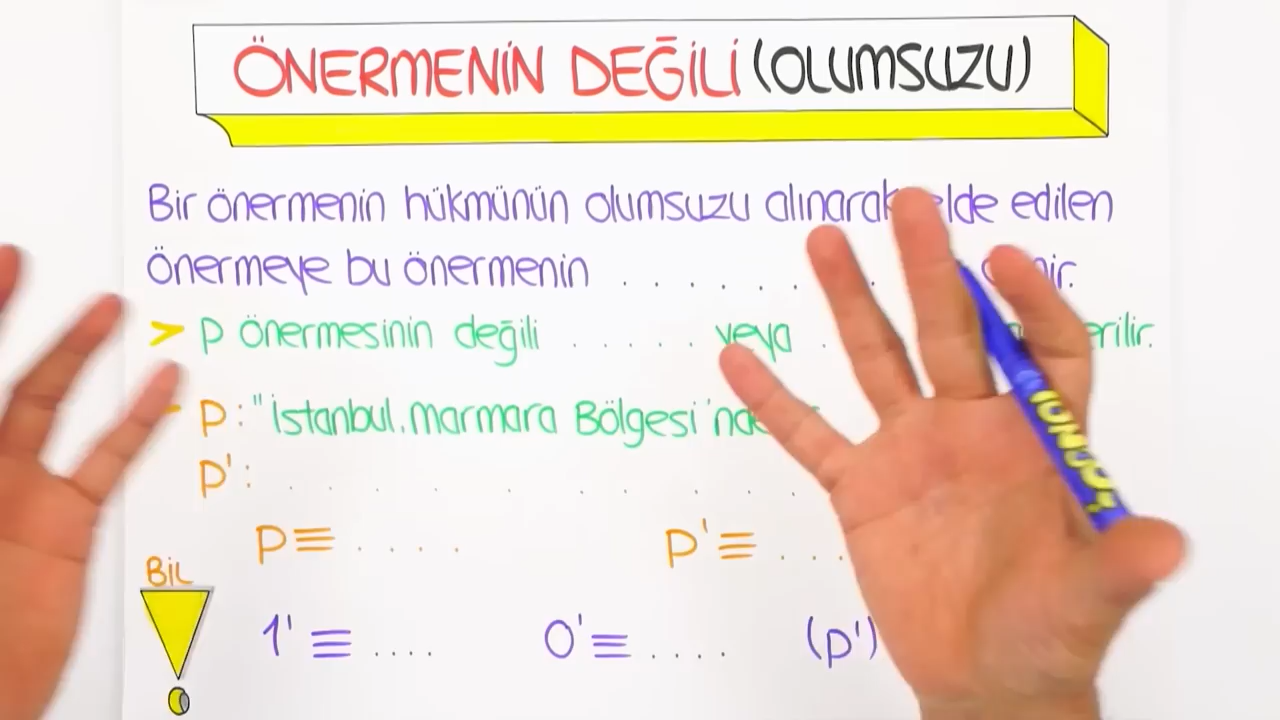 ÖNERMENİN DEĞİLİ (OLUMSUZU)
Bir önermenin hükmünün olumsuzu alınarak elde edilen
önermeye bu önermenin . . . . . .
> p önermesinin değili . . . . . veya .
p: "İstanbul, Marmara Bölgesi'nde
p': . . . . . . . .
p ≡ . . . . p' ≡ . . .
BİL
1' ≡ . . . . 0' ≡ . . . . (p')